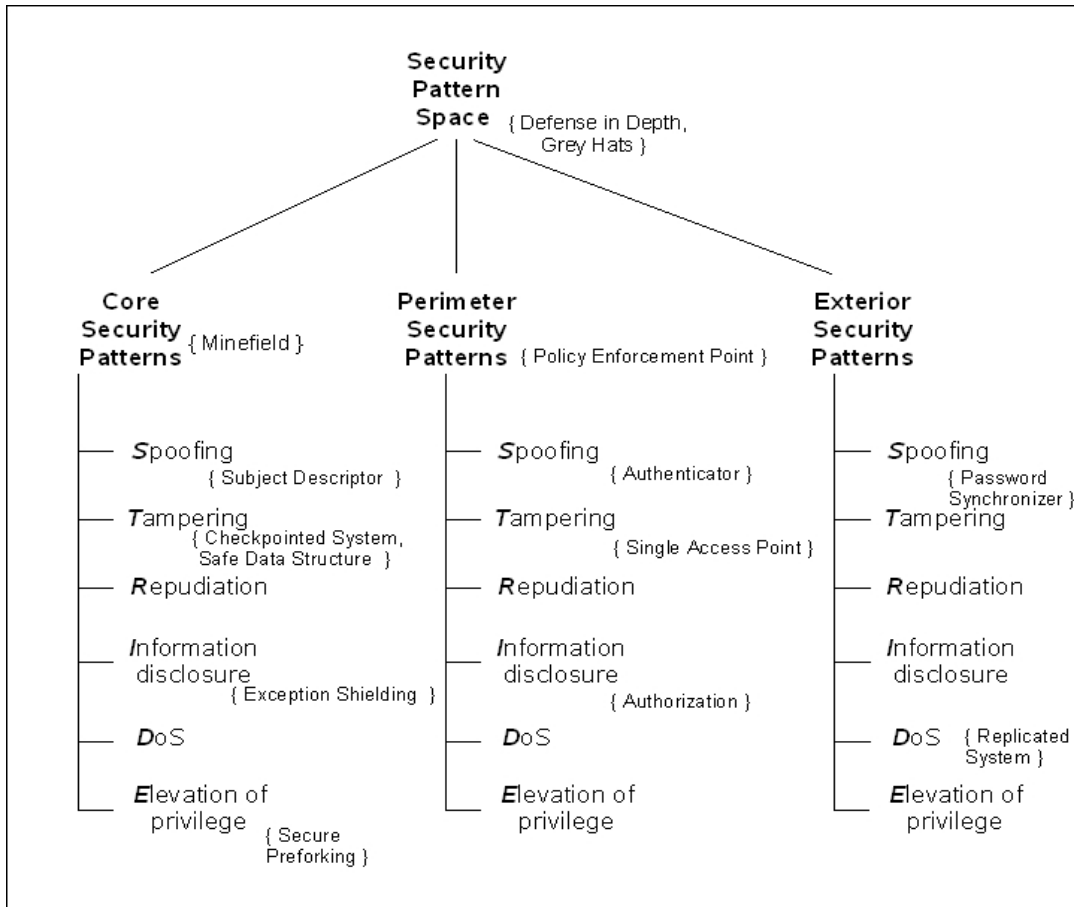 Security
Pattern
Space
{ Defense in Depth,
Grey Hats }
Core
Security
Patterns
{ Minefield }
Spoofing
{ Subject Descriptor }
Tampering
{ Checkpointed System,
Safe Data Structure }
Repudiation
Information
disclosure
{ Exception Shielding }
DoS
Elevation of
privilege
{ Secure
Preforking }
Perimeter
Security
Patterns
{ Policy Enforcement Point }
Spoofing
{ Authenticator }
Tampering
{ Single Access Point }
Repudiation
Information
disclosure
{ Authorization }
DoS
Elevation of
privilege
Exterior
Security
Patterns
Spoofing
{ Password
Synchronizer }
Tampering
Repudiation
Information
disclosure
DoS
{ Replicated
System }
Elevation of
privilege